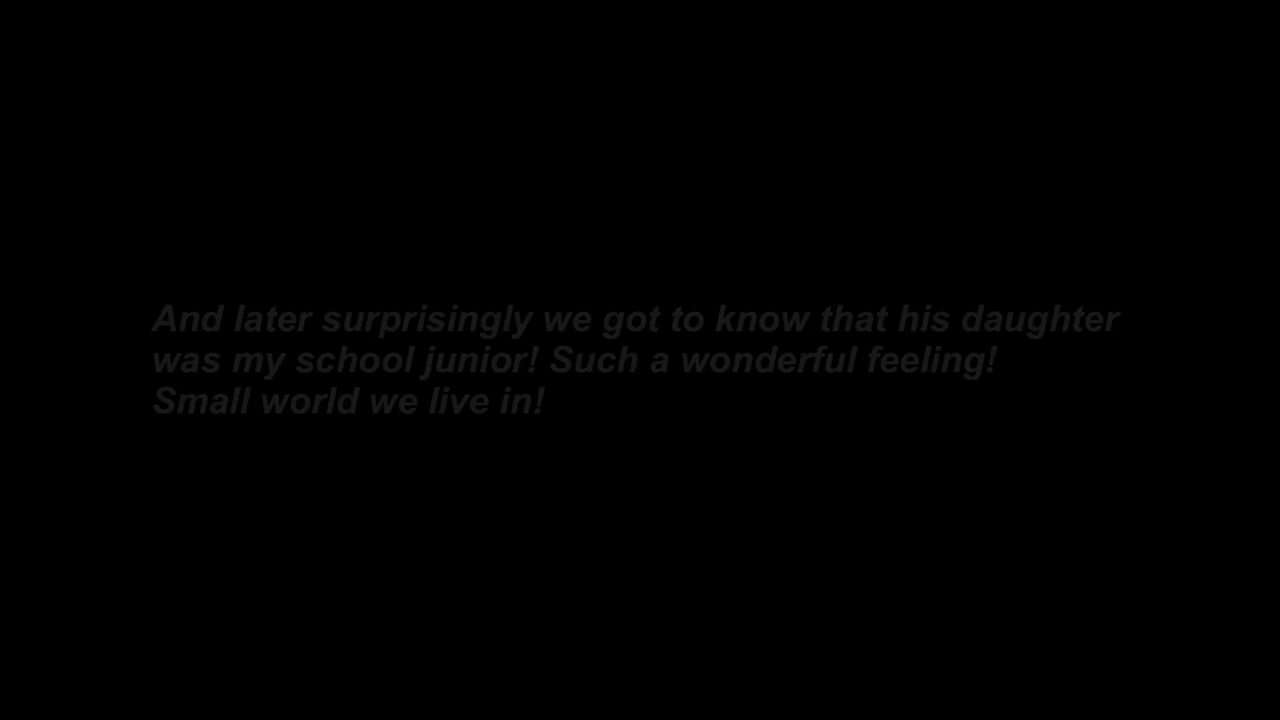 And later surprisingly we got to know that his daughter
was my school junior! Such a wonderful feeling!
Small world we live in!